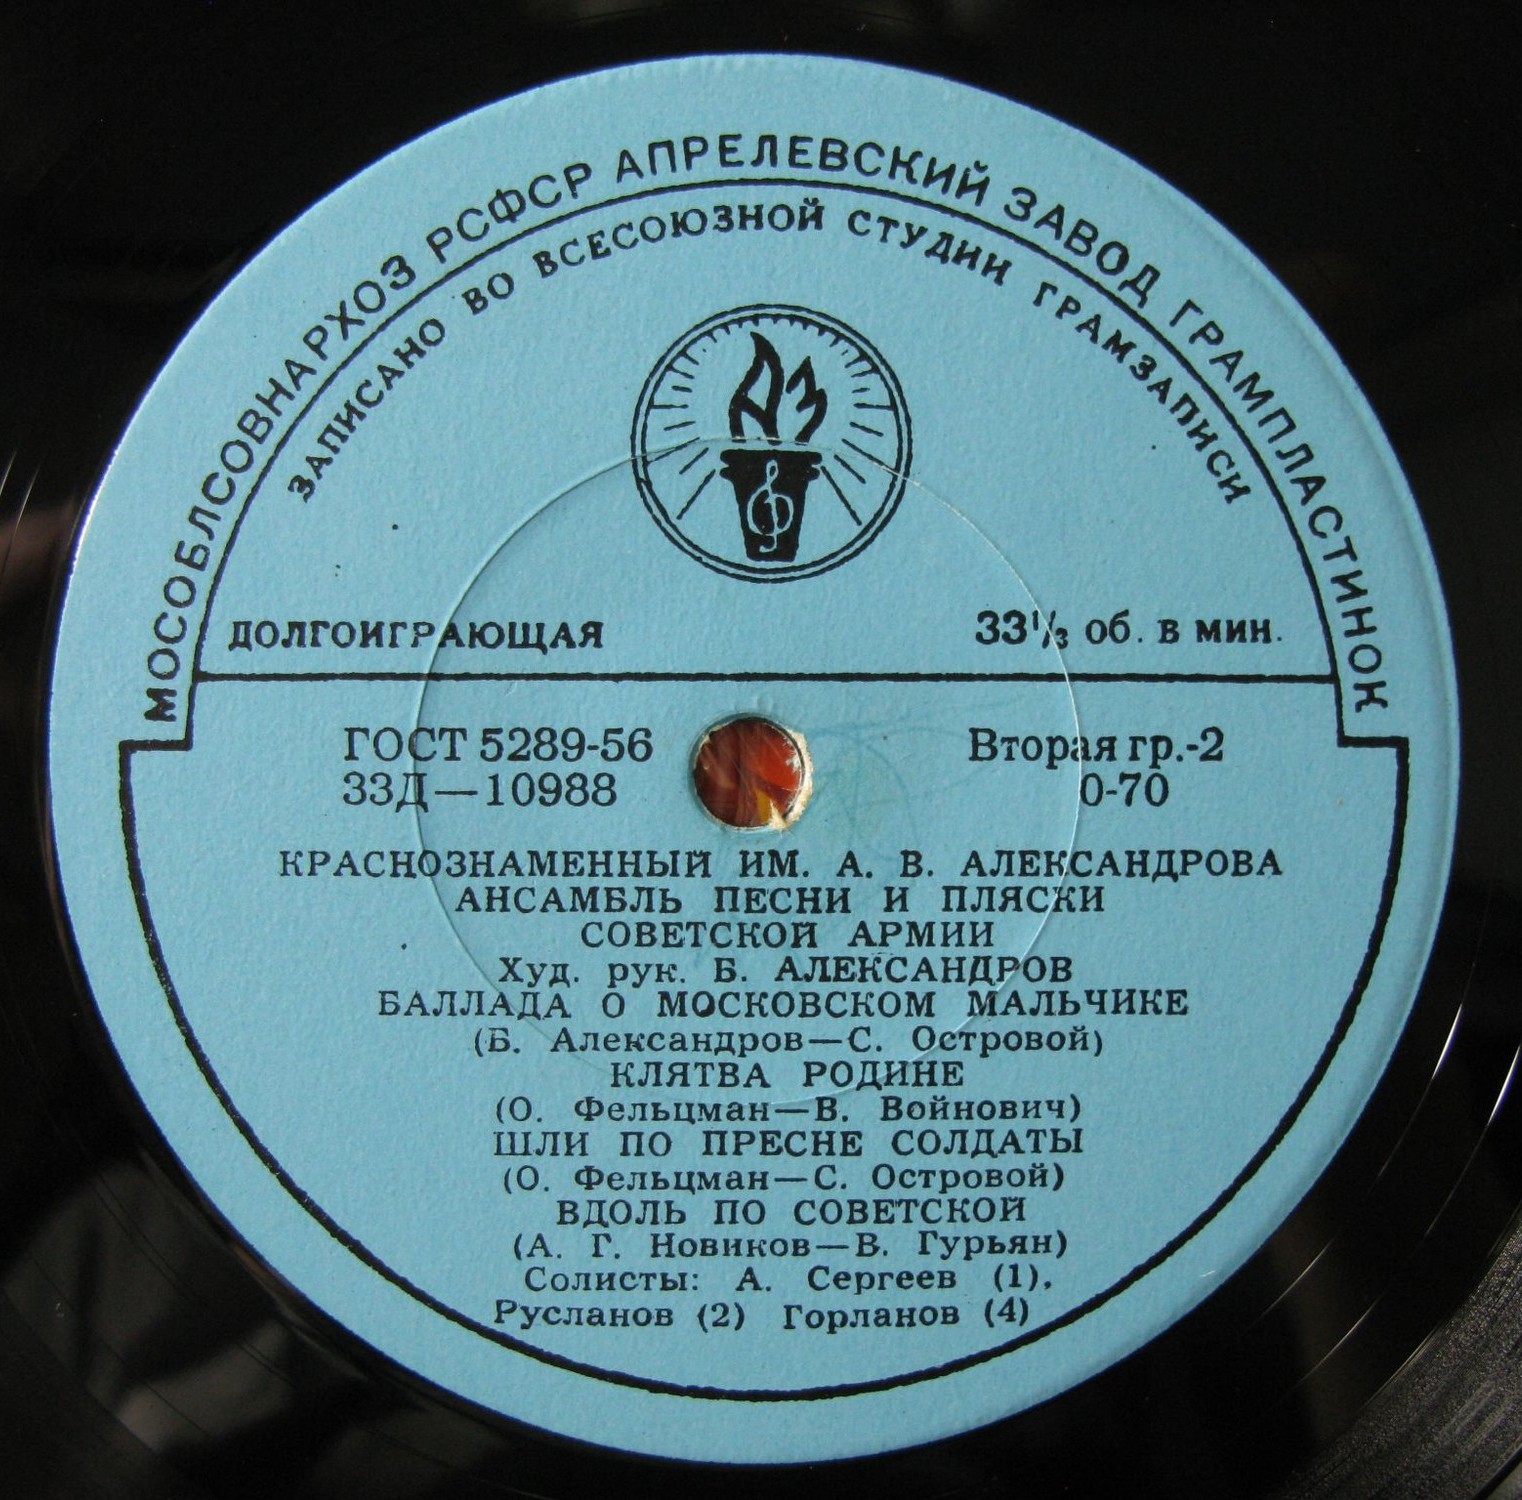 МОСОБЛСОВНАРХОЗ РСФСР АПРЕЛЕВСКИЙ ЗАВОД ГРАМПЛАСТИНОК
ЗАПИСАНО ВО ВСЕСОЮЗНОЙ СТУДИИ ГРАМЗАПИСИ
АЗ
ДОЛГОИГРАЮЩАЯ 33⅓ об. в мин.
ГОСТ 5289-56 Вторая гр.-2
33Д—10988 0-70
КРАСНОЗНАМЕННЫЙ ИМ. А. В. АЛЕКСАНДРОВА
АНСАМБЛЬ ПЕСНИ И ПЛЯСКИ
СОВЕТСКОЙ АРМИИ
Худ. рук. Б. АЛЕКСАНДРОВ
БАЛЛАДА О МОСКОВСКОМ МАЛЬЧИКЕ
(Б. Александров—С. Островой)
КЛЯТВА РОДИНЕ
(О. Фельцман—В. Войнович)
ШЛИ ПО ПРЕСНЕ СОЛДАТЫ
(О. Фельцман—С. Островой)
ВДОЛЬ ПО СОВЕТСКОЙ
(А. Г. Новиков—В. Гурьян)
Солисты: А. Сергеев (1),
Русланов (2) Горланов (4)